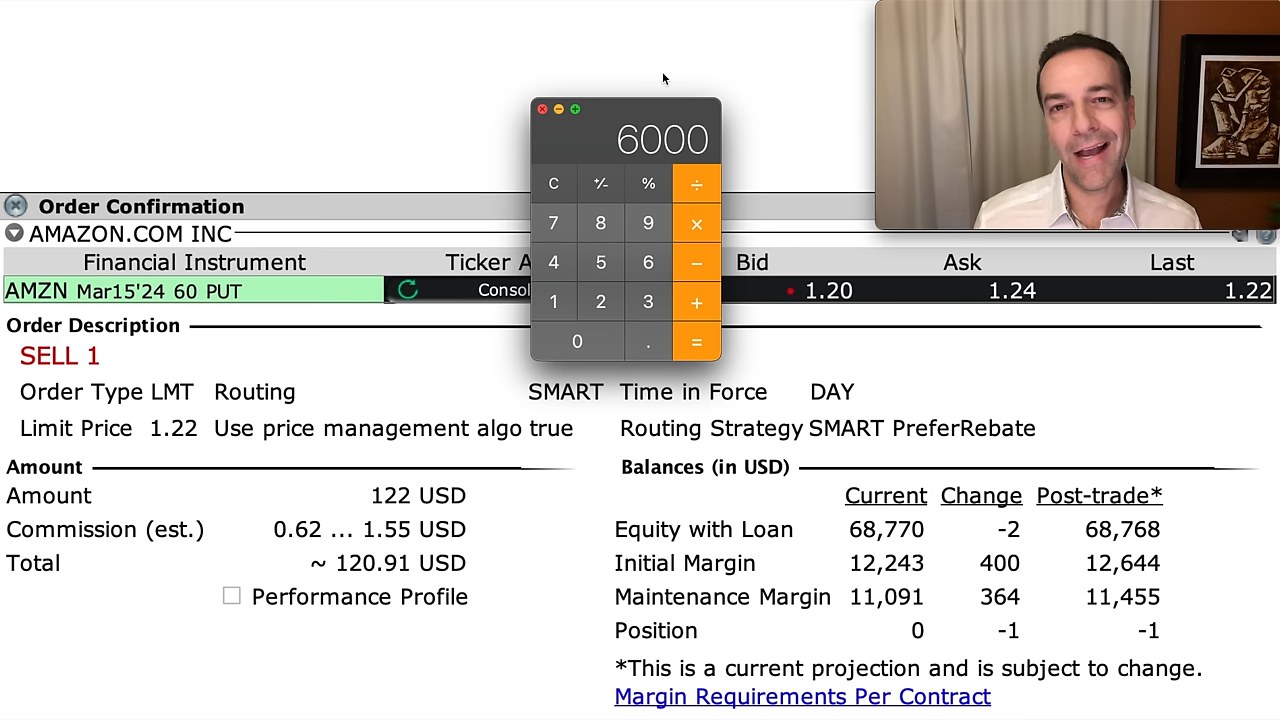 6000
C +/- % ÷
7 8 9 ×
4 5 6 −
1 2 3 +
0 . =
Order Confirmation
AMAZON.COM INC
Financial Instrument Ticker Bid Ask Last
AMZN Mar15'24 60 PUT 1.20 1.24 1.22
Order Description
SELL 1
Order Type LMT Routing SMART Time in Force DAY
Limit Price 1.22 Use price management algo true Routing Strategy SMART PreferRebate
Amount
Amount 122 USD
Commission (est.) 0.62 ... 1.55 USD
Total ~ 120.91 USD
Performance Profile
Balances (in USD)
Current Change Post-trade*
Equity with Loan 68,770 -2 68,768
Initial Margin 12,243 400 12,644
Maintenance Margin 11,091 364 11,455
Position 0 -1 -1
*This is a current projection and is subject to change.
Margin Requirements Per Contract